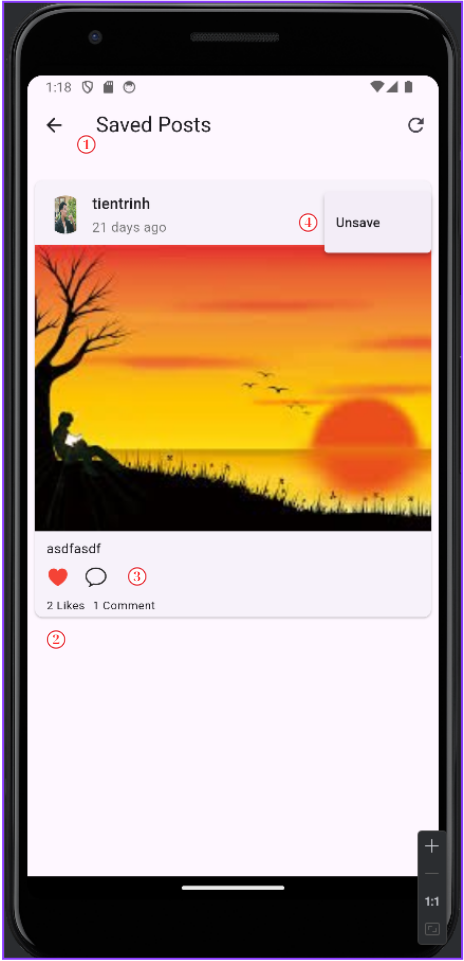 1:18
Saved Posts
①
tientrinh
21 days ago
④ Unsave
asdfasdf
③
2 Likes 1 Comment
②
1:1